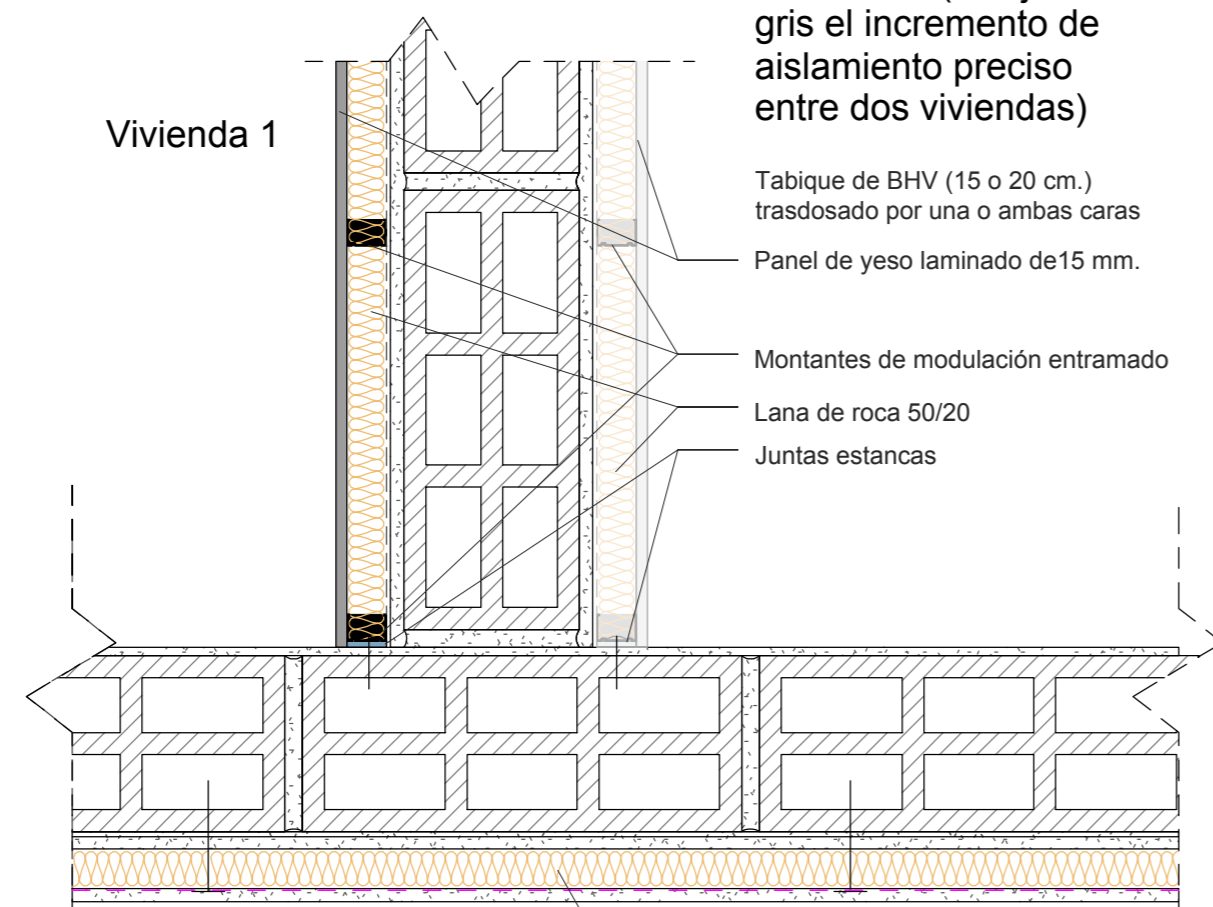 gris el incremento de
aislamiento preciso
entre dos viviendas)
Vivienda 1
Tabique de BHV (15 o 20 cm.)
trasdosado por una o ambas caras
Panel de yeso laminado de15 mm.
Montantes de modulación entramado
Lana de roca 50/20
Juntas estancas